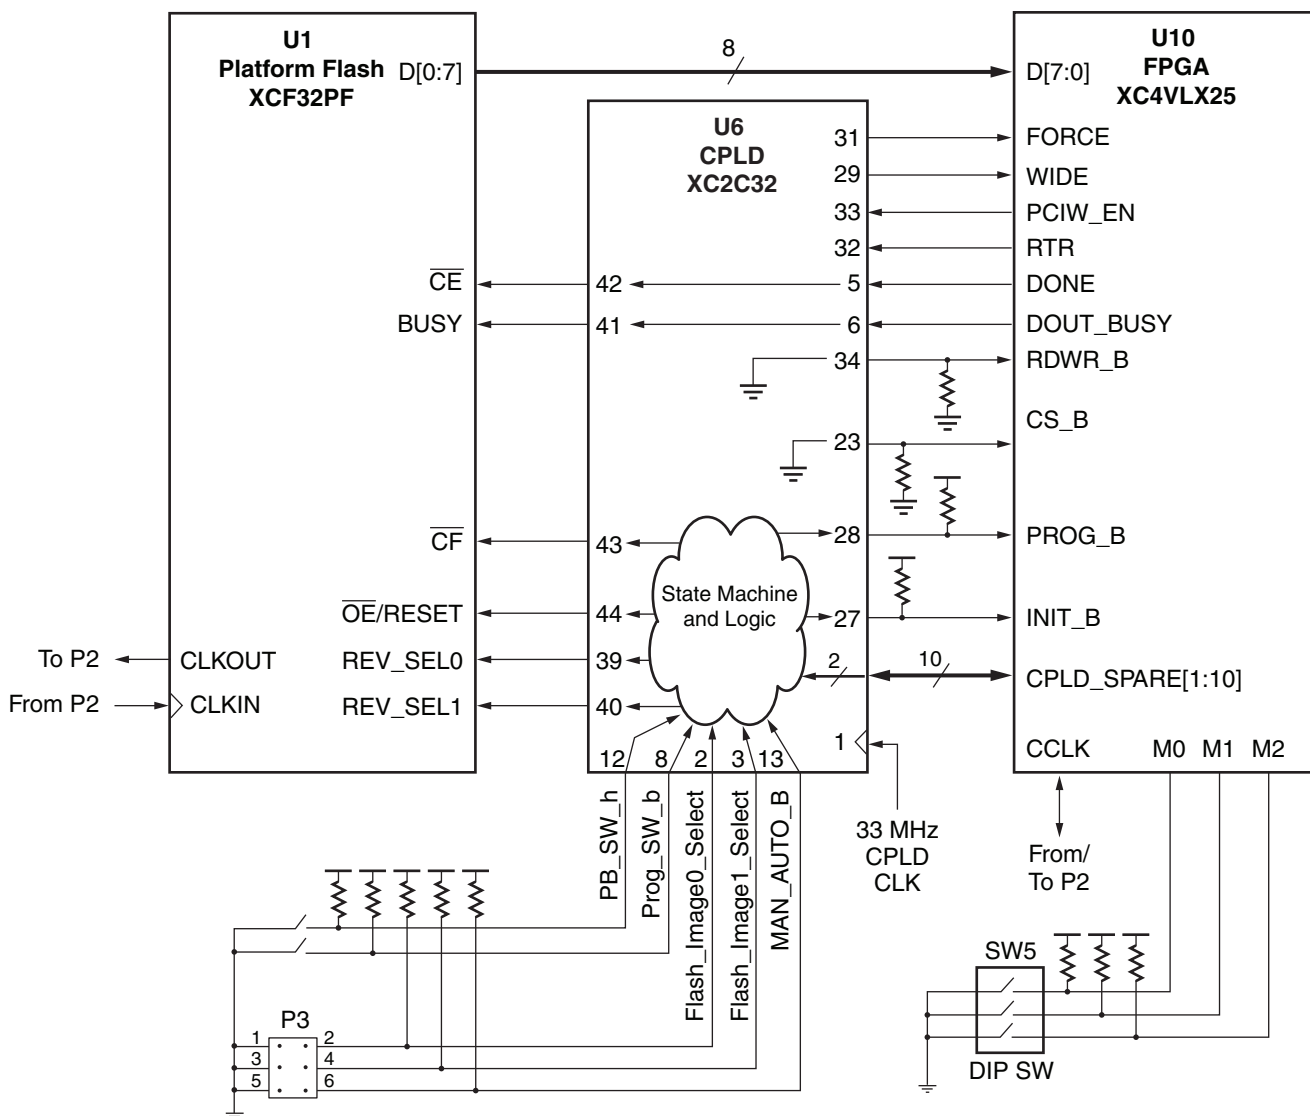 U1
Platform Flash
XCF32PF
D[0:7]
8
U10
FPGA
XC4VLX25
D[7:0]
U6
CPLD
XC2C32
31
FORCE
29
WIDE
33
PCIW_EN
32
RTR
CE
42
5
DONE
BUSY
41
6
DOUT_BUSY
34
RDWR_B
CS_B
23
CF
43
28
PROG_B
State Machine
and Logic
OE/RESET
44
27
INIT_B
To P2
CLKOUT
REV_SEL0
39
2
10
CPLD_SPARE[1:10]
From P2
CLKIN
REV_SEL1
40
1
12
8
2
3
13
CCLK
M0
M1
M2
PB_SW_h
Prog_SW_b
Flash_Image0_Select
Flash_Image1_Select
MAN_AUTO_B
33 MHz
CPLD
CLK
From/
To P2
SW5
DIP SW
P3
1
2
3
4
5
6